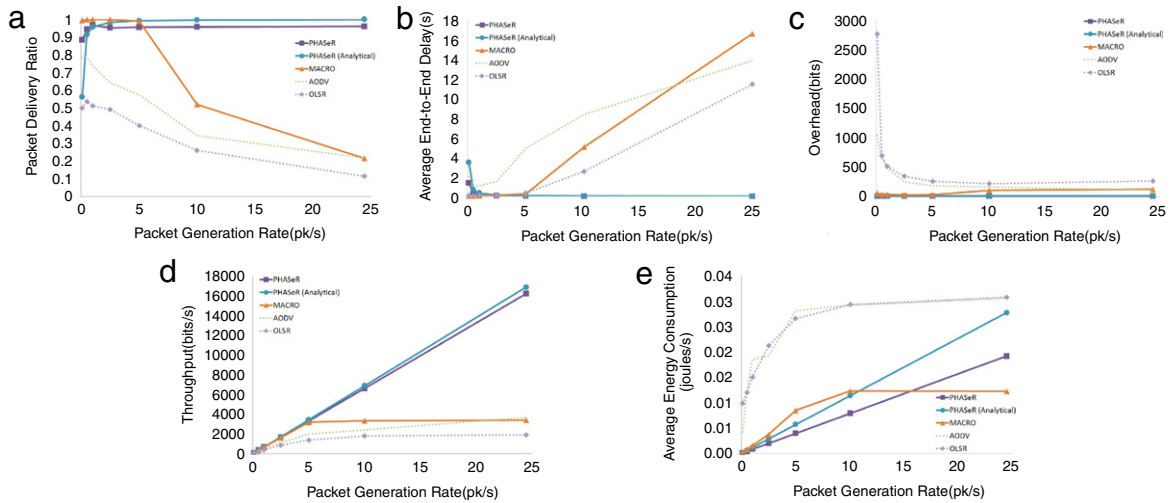 a
Packet Delivery Ratio
1
0.9
0.8
0.7
0.6
0.5
0.4
0.3
0.2
0.1
0
0 5 10 15 20 25
Packet Generation Rate(pk/s)
PHASeR
PHASeR (Analytical)
MACRO
AODV
OLSR
b
Average End-to-End Delay(s)
18
16
14
12
10
8
6
4
2
0
0 5 10 15 20 25
Packet Generation Rate(pk/s)
PHASeR
PHASeR (Analytical)
MACRO
AODV
OLSR
c
Overhead(bits)
3000
2500
2000
1500
1000
500
0
0 5 10 15 20 25
Packet Generation Rate(pk/s)
PHASeR
PHASeR (Analytical)
MACRO
AODV
OLSR
d
Throughput(bits/s)
18000
16000
14000
12000
10000
8000
6000
4000
2000
0
0 5 10 15 20 25
Packet Generation Rate(pk/s)
PHASeR
PHASeR (Analytical)
MACRO
AODV
OLSR
e
Average Energy Consumption
(joules/s)
0.04
0.03
0.03
0.02
0.02
0.01
0.01
0.00
0 5 10 15 20 25
Packet Generation Rate(pk/s)
PHASeR
PHASeR (Analytical)
MACRO
AODV
OLSR